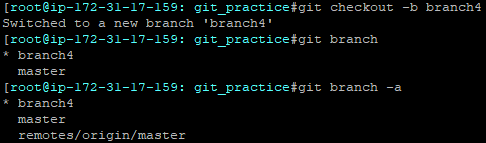 [root@ip-172-31-17-159: git_practice#git checkout -b branch4
Switched to a new branch 'branch4'
[root@ip-172-31-17-159: git_practice#git branch
* branch4
  master
[root@ip-172-31-17-159: git_practice#git branch -a
* branch4
  master
  remotes/origin/master